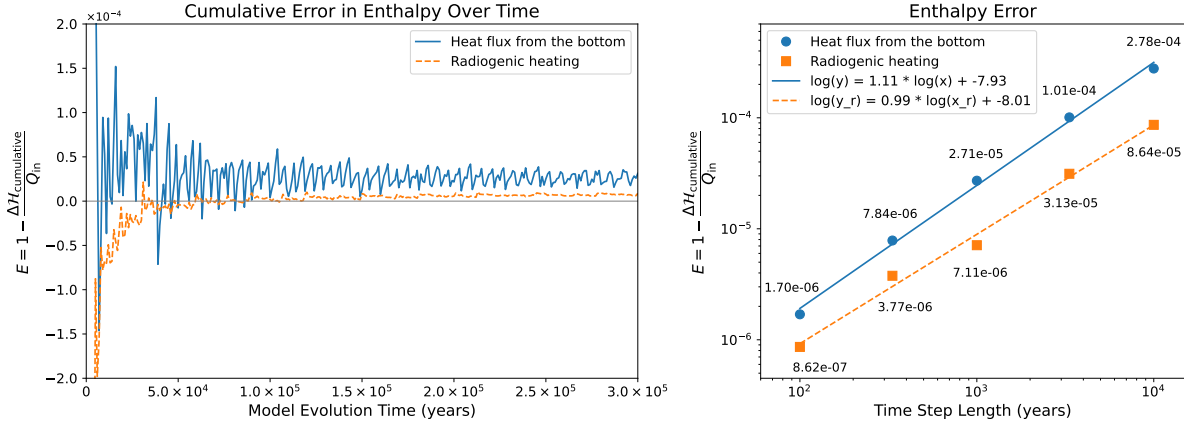 Cumulative Error in Enthalpy Over Time
×10⁻⁴
2.0
1.5
1.0
0.5
0.0
−0.5
−1.0
−1.5
−2.0
E = 1 − Δℋcumulative / Qin
Heat flux from the bottom
Radiogenic heating
0
5.0 × 10⁴
1.0 × 10⁵
1.5 × 10⁵
2.0 × 10⁵
2.5 × 10⁵
3.0 × 10⁵
Model Evolution Time (years)
Enthalpy Error
Heat flux from the bottom
Radiogenic heating
log(y) = 1.11 * log(x) + -7.93
log(y_r) = 0.99 * log(x_r) + -8.01
2.78e-04
1.01e-04
2.71e-05
7.84e-06
1.70e-06
8.64e-05
3.13e-05
7.11e-06
3.77e-06
8.62e-07
10⁻⁴
10⁻⁵
10⁻⁶
E = 1 − Δℋcumulative / Qin
10²
10³
10⁴
Time Step Length (years)